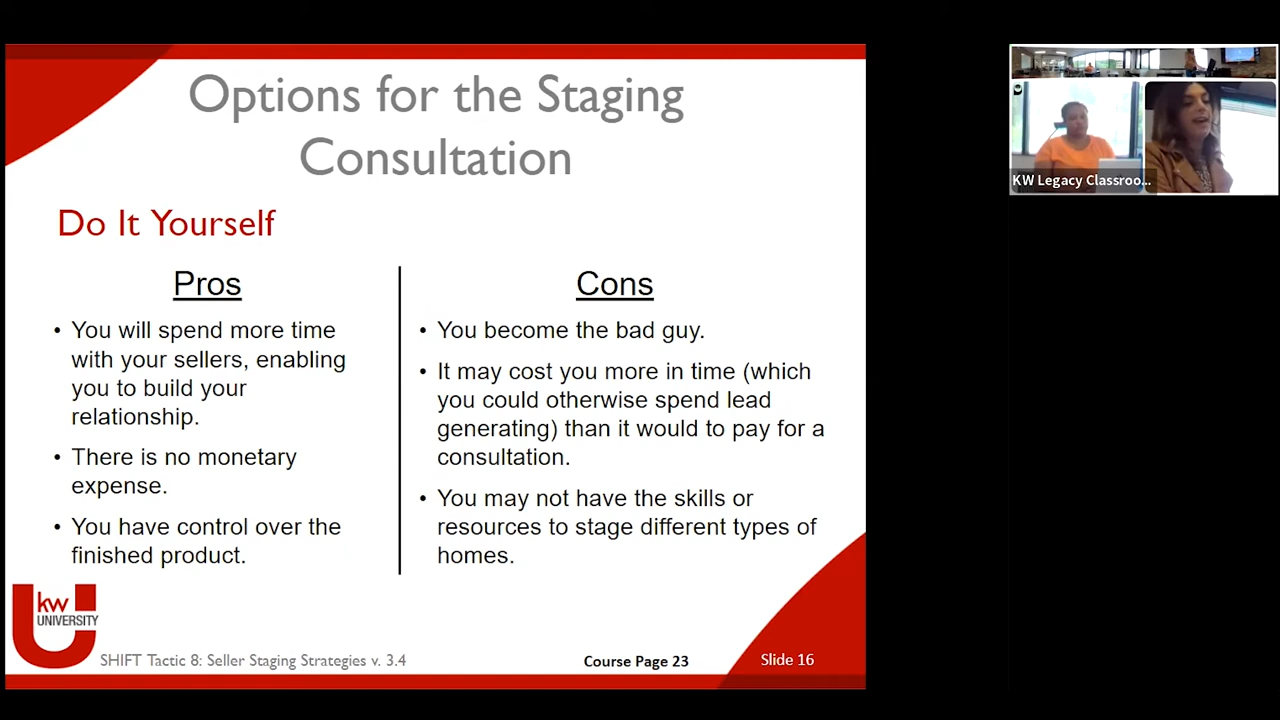 Options for the Staging
Consultation
Do It Yourself
Pros
• You will spend more time
with your sellers, enabling
you to build your
relationship.
• There is no monetary
expense.
• You have control over the
finished product.
Cons
• You become the bad guy.
• It may cost you more in time (which
you could otherwise spend lead
generating) than it would to pay for a
consultation.
• You may not have the skills or
resources to stage different types of
homes.
kw
UNIVERSITY
SHIFT Tactic 8: Seller Staging Strategies v. 3.4
Course Page 23
Slide 16
KW Legacy Classroo...